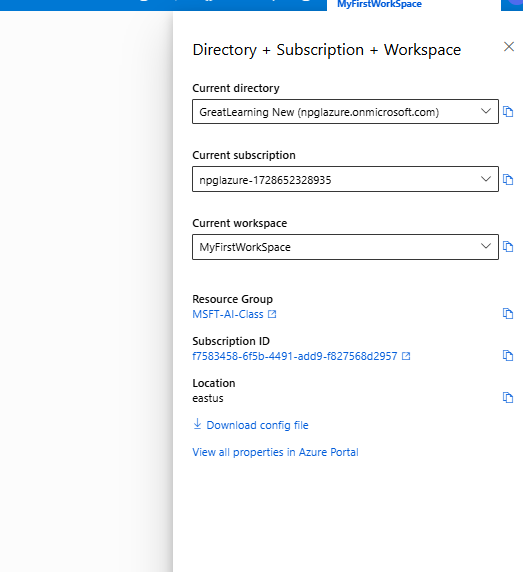 MyFirstWorkSpace
Directory + Subscription + Workspace
Current directory
GreatLearning New (npglazure.onmicrosoft.com)
Current subscription
npglazure-1728652328935
Current workspace
MyFirstWorkSpace
Resource Group
MSFT-AI-Class
Subscription ID
f7583458-6f5b-4491-add9-f827568d2957
Location
eastus
Download config file
View all properties in Azure Portal